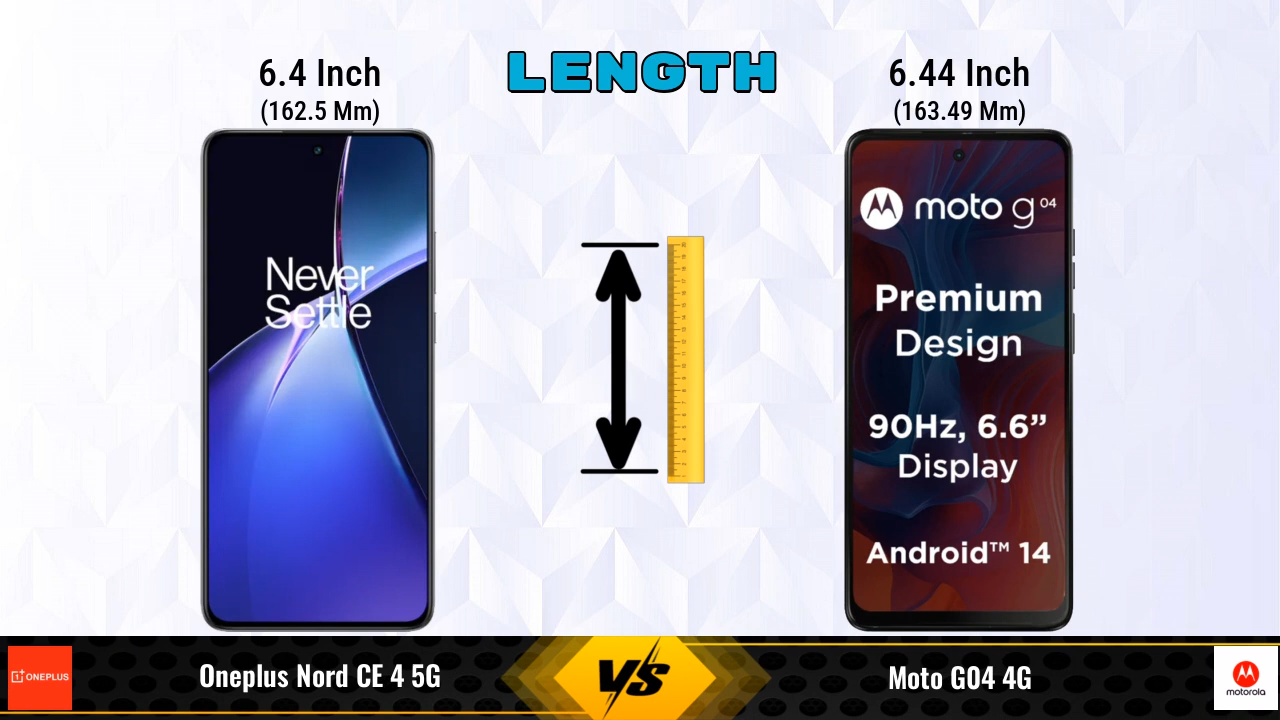 LENGTH
6.4 Inch
(162.5 Mm)
6.44 Inch
(163.49 Mm)
Never
Settle
moto g04
Premium
Design
90Hz, 6.6”
Display
Android™ 14
ONEPLUS
Oneplus Nord CE 4 5G
VS
Moto G04 4G
motorola